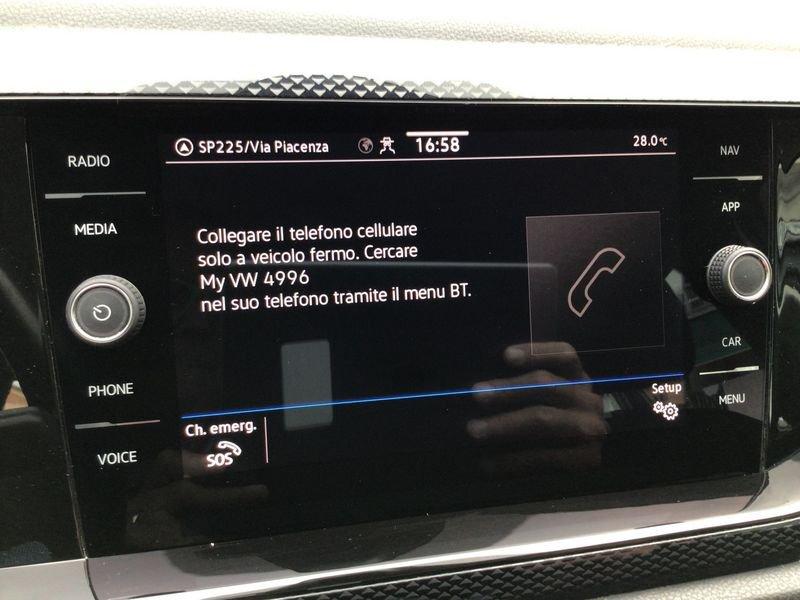 RADIO
MEDIA
PHONE
VOICE
SP225/Via Piacenza
16:58
28.0°C
Collegare il telefono cellulare
solo a veicolo fermo. Cercare
My VW 4996
nel suo telefono tramite il menu BT.
Ch. emerg.
SOS
Setup
NAV
APP
CAR
MENU